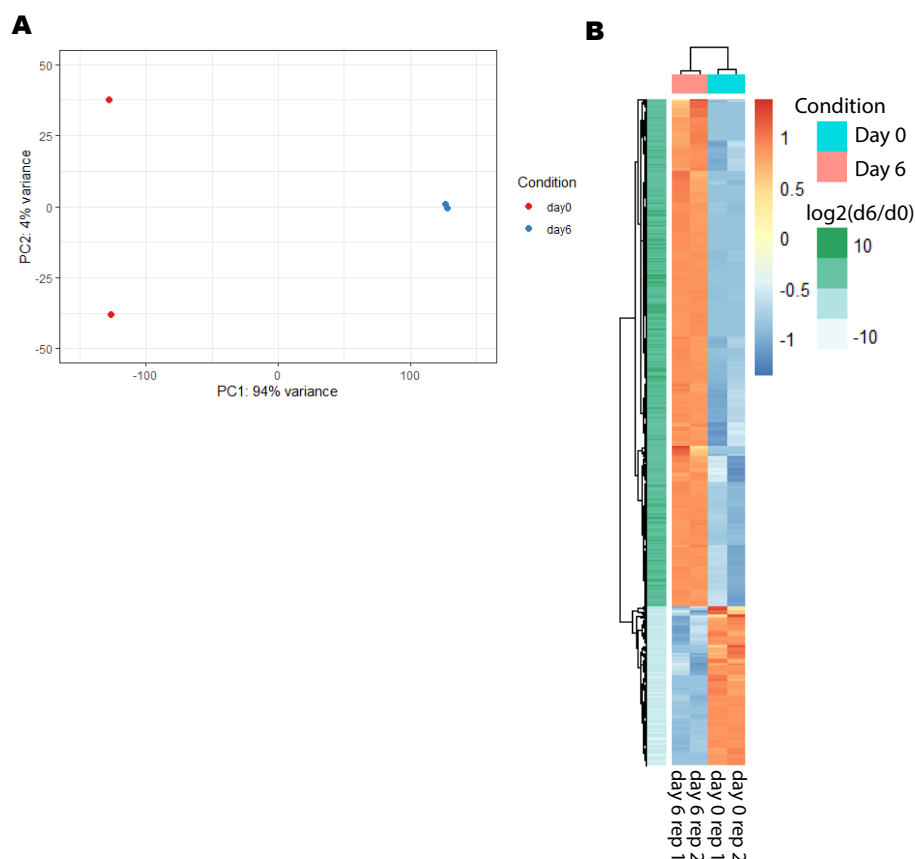 A
50
25
0
-25
-50
PC2: 4% variance
-100
0
100
PC1: 94% variance
Condition
day0
day6
B
1
0.5
0
-0.5
-1
Condition
Day 0
Day 6
log2(d6/d0)
10
-10
day 6 rep 1
day 6 rep 2
day 0 rep 1
day 0 rep 2